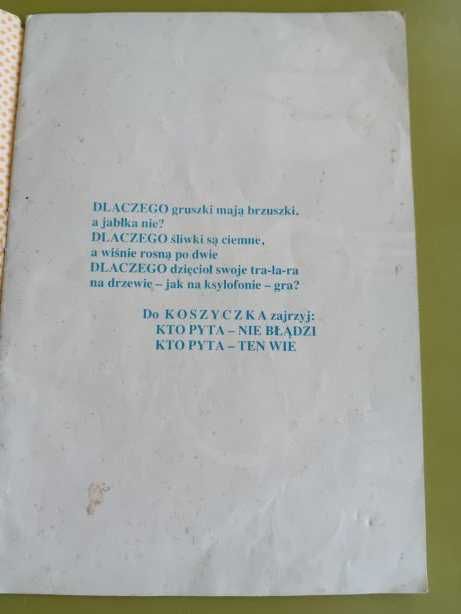 DLACZEGO gruszki mają brzuszki,
a jabłka nie?
DLACZEGO śliwki są ciemne,
a wiśnie rosną po dwie
DLACZEGO dzięcioł swoje tra-la-ra
na drzewie – jak na ksylofonie – gra?
Do KOSZYCZKA zajrzyj:
KTO PYTA – NIE BŁĄDZI
KTO PYTA – TEN WIE